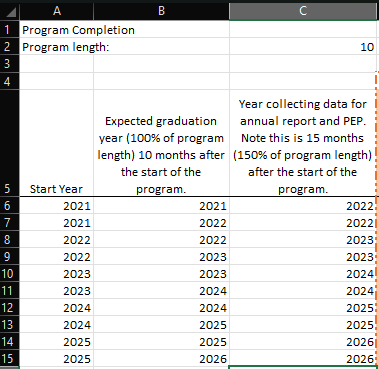 A B C
1 Program Completion
2 Program length: 10
3
4
Expected graduation
year (100% of program
length) 10 months after
the start of the
program.
Year collecting data for
annual report and PEP.
Note this is 15 months
(150% of program length)
after the start of the
program.
5 Start Year
6 2021 2021 2022
7 2021 2022 2022
8 2022 2022 2023
9 2022 2023 2023
10 2023 2023 2024
11 2023 2024 2024
12 2024 2024 2025
13 2024 2025 2025
14 2025 2025 2026
15 2025 2026 2026